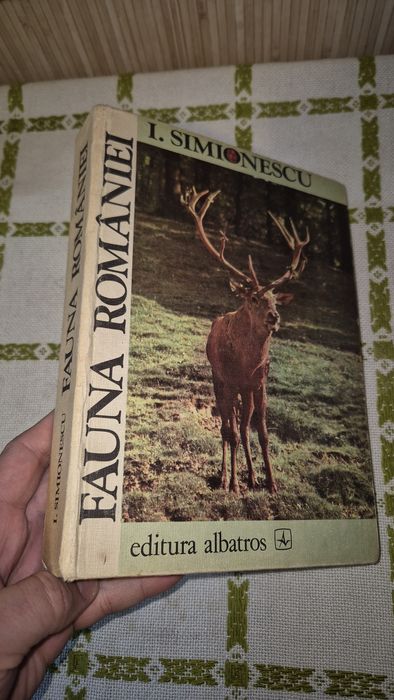 I. SIMIONESCU
FAUNA ROMÂNIEI
editura albatros
I. SIMIONESCU FAUNA ROMÂNIEI